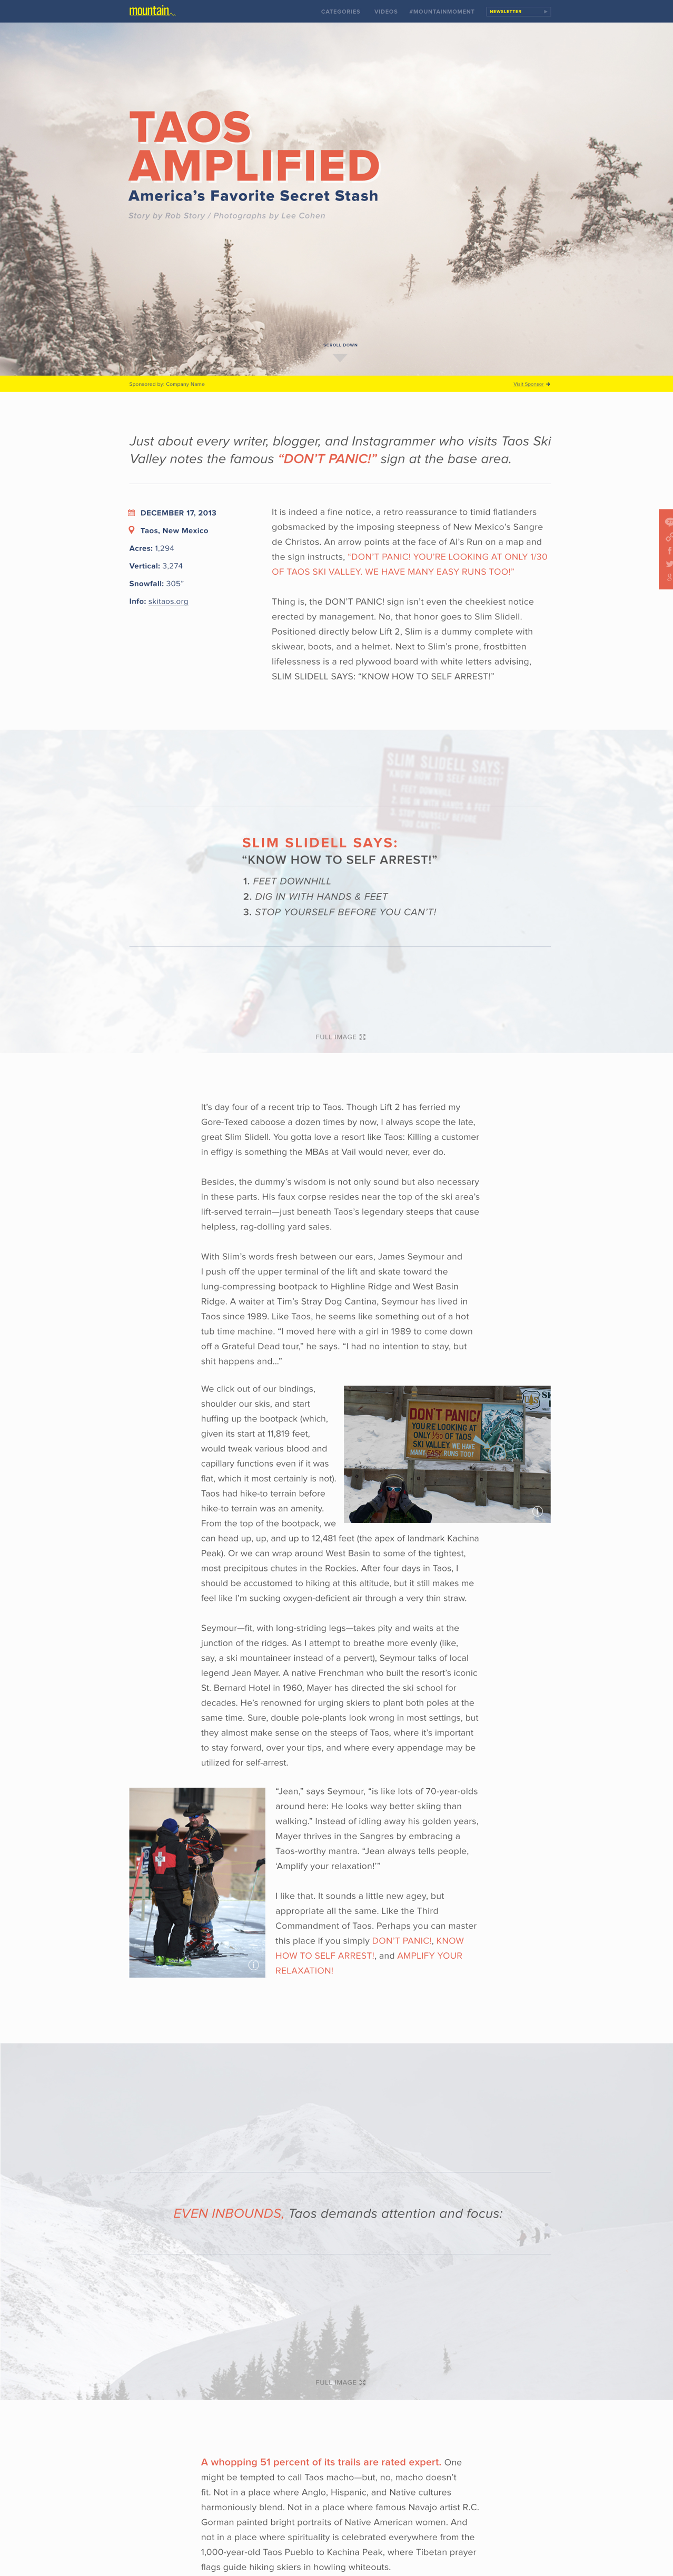 mountain
CATEGORIES
VIDEOS
#MOUNTAINMOMENT
NEWSLETTER
TAOS
AMPLIFIED
America's Favorite Secret Stash
Story by Rob Story / Photographs by Lee Cohen
SCROLL DOWN
Sponsored by: Company Name
Visit Sponsor
Just about every writer, blogger, and Instagrammer who visits Taos Ski
Valley notes the famous “DON’T PANIC!” sign at the base area.
DECEMBER 17, 2013
Taos, New Mexico
Acres: 1,294
Vertical: 3,274
Snowfall: 305”
Info: skitaos.org
It is indeed a fine notice, a reputed reassurance to timid flatlanders
gobsmacked by the imposing steepness of New Mexico’s Sangre
de Christos. An arrow points at the face of Al’s Run on a map and
the sign instructs, “DON’T PANIC! YOU’RE LOOKING AT ONLY 1/30
OF TAOS SKI VALLEY. WE HAVE MANY EASY RUNS TOO!”
Thing is, the DON’T PANIC! sign isn’t even the cheekiest notice
erected by management. No, that honor goes to Slim Slidell.
Positioned directly below Lift 2, Slim is a dummy complete with
skiwear, boots, and a helmet. Next to Slim’s prone, frostbitten
lifelessness is a red plywood board with white letters advising,
SLIM SLIDELL SAYS: “KNOW HOW TO SELF ARREST!”
SLIM SLIDELL SAYS:
"KNOW HOW TO SELF ARREST!"
1. FEET DOWNHILL
2. DIG IN WITH HANDS & FEET
3. STOP YOURSELF BEFORE
YOU CAN'T!
SLIM SLIDELL SAYS:
“KNOW HOW TO SELF ARREST!”
1. FEET DOWNHILL
2. DIG IN WITH HANDS & FEET
3. STOP YOURSELF BEFORE YOU CAN’T!
FULL IMAGE
It’s day four of a recent trip to Taos. Though Lift 2 has ferried my
Gore-Texed caboose a dozen times by now, I always scope the late,
great Slim Slidell. You gotta love a resort like Taos: Killing a customer
in effigy is something the MBAs at Vail would never, ever do.
Besides, the dummy’s wisdom is not only sound but also necessary
in these parts. His faux corpse resides near the top of the ski area’s
lift-served terrain—just beneath Taos’s legendary steeps that cause
helpless, rag-dolling yard sales.
With Slim’s words fresh between our ears, James Seymour and
I push off the upper terminal of the lift and skate toward the
lung-compressing bootpack to Highline Ridge and West Basin
Ridge. A waiter at Tim’s Stray Dog Cantina, Seymour has lived in
Taos since 1989. Like Taos, he seems like something out of a hot
tub time machine. “I moved here with a girl in 1989 to come down
off a Grateful Dead tour,” he says. “I had no intention to stay, but
shit happens and...”
We click out of our bindings,
shoulder our skis, and start
huffing up the bootpack (which,
given its start at 11,819 feet,
would tweak various blood and
capillary functions even if it was
flat, which it most certainly is not).
Taos had hike-to terrain before
hike-to terrain was an amenity.
From the top of the bootpack, we
can head up, up, and up to 12,481 feet (the apex of landmark Kachina
Peak). Or we can wrap around West Basin to some of the tightest,
most precipitous chutes in the Rockies. After four days in Taos, I
should be accustomed to hiking at this altitude, but it still makes me
feel like I’m sucking oxygen-deficient air through a very thin straw.
DON'T PANIC!
YOU'RE LOOKING AT
ONLY 1/30 OF TAOS
SKI VALLEY. WE HAVE
MANY EASY RUNS TOO!
Seymour—fit, with long-striding legs—takes pity and waits at the
junction of the ridges. As I attempt to breathe more evenly (like,
say, a ski mountaineer instead of a pervert), Seymour talks of local
legend Jean Mayer. A native Frenchman who built the resort’s iconic
St. Bernard Hotel in 1960, Mayer has directed the ski school for
decades. He’s renowned for urging skiers to plant both poles at the
same time. Sure, double pole-plants look wrong in most settings, but
they almost make sense on the steeps of Taos, where it’s important
to stay forward, over your tips, and where every appendage may be
utilized for self-arrest.
“Jean,” says Seymour, “is like lots of 70-year-olds
around here: He looks way better skiing than
walking.” Instead of idling away his golden years,
Mayer thrives in the Sangres by embracing a
Taos-worthy mantra. “Jean always tells people,
‘Amplify your relaxation!’”
I like that. It sounds a little new agey, but
appropriate all the same. Like the Third
Commandment of Taos. Perhaps you can master
this place if you simply DON’T PANIC!, KNOW
HOW TO SELF ARREST!, and AMPLIFY YOUR
RELAXATION!
EVEN INBOUNDS, Taos demands attention and focus:
FULL IMAGE
A whopping 51 percent of its trails are rated expert. One
might be tempted to call Taos macho—but, no, macho doesn’t
fit. Not in a place where Anglo, Hispanic, and Native cultures
harmoniously blend. Not in a place where famous Navajo artist R.C.
Gorman painted bright portraits of Native American women. And
not in a place where spirituality is celebrated everywhere from the
1,000-year-old Taos Pueblo to Kachina Peak, where Tibetan prayer
flags guide hiking skiers in howling whiteouts.